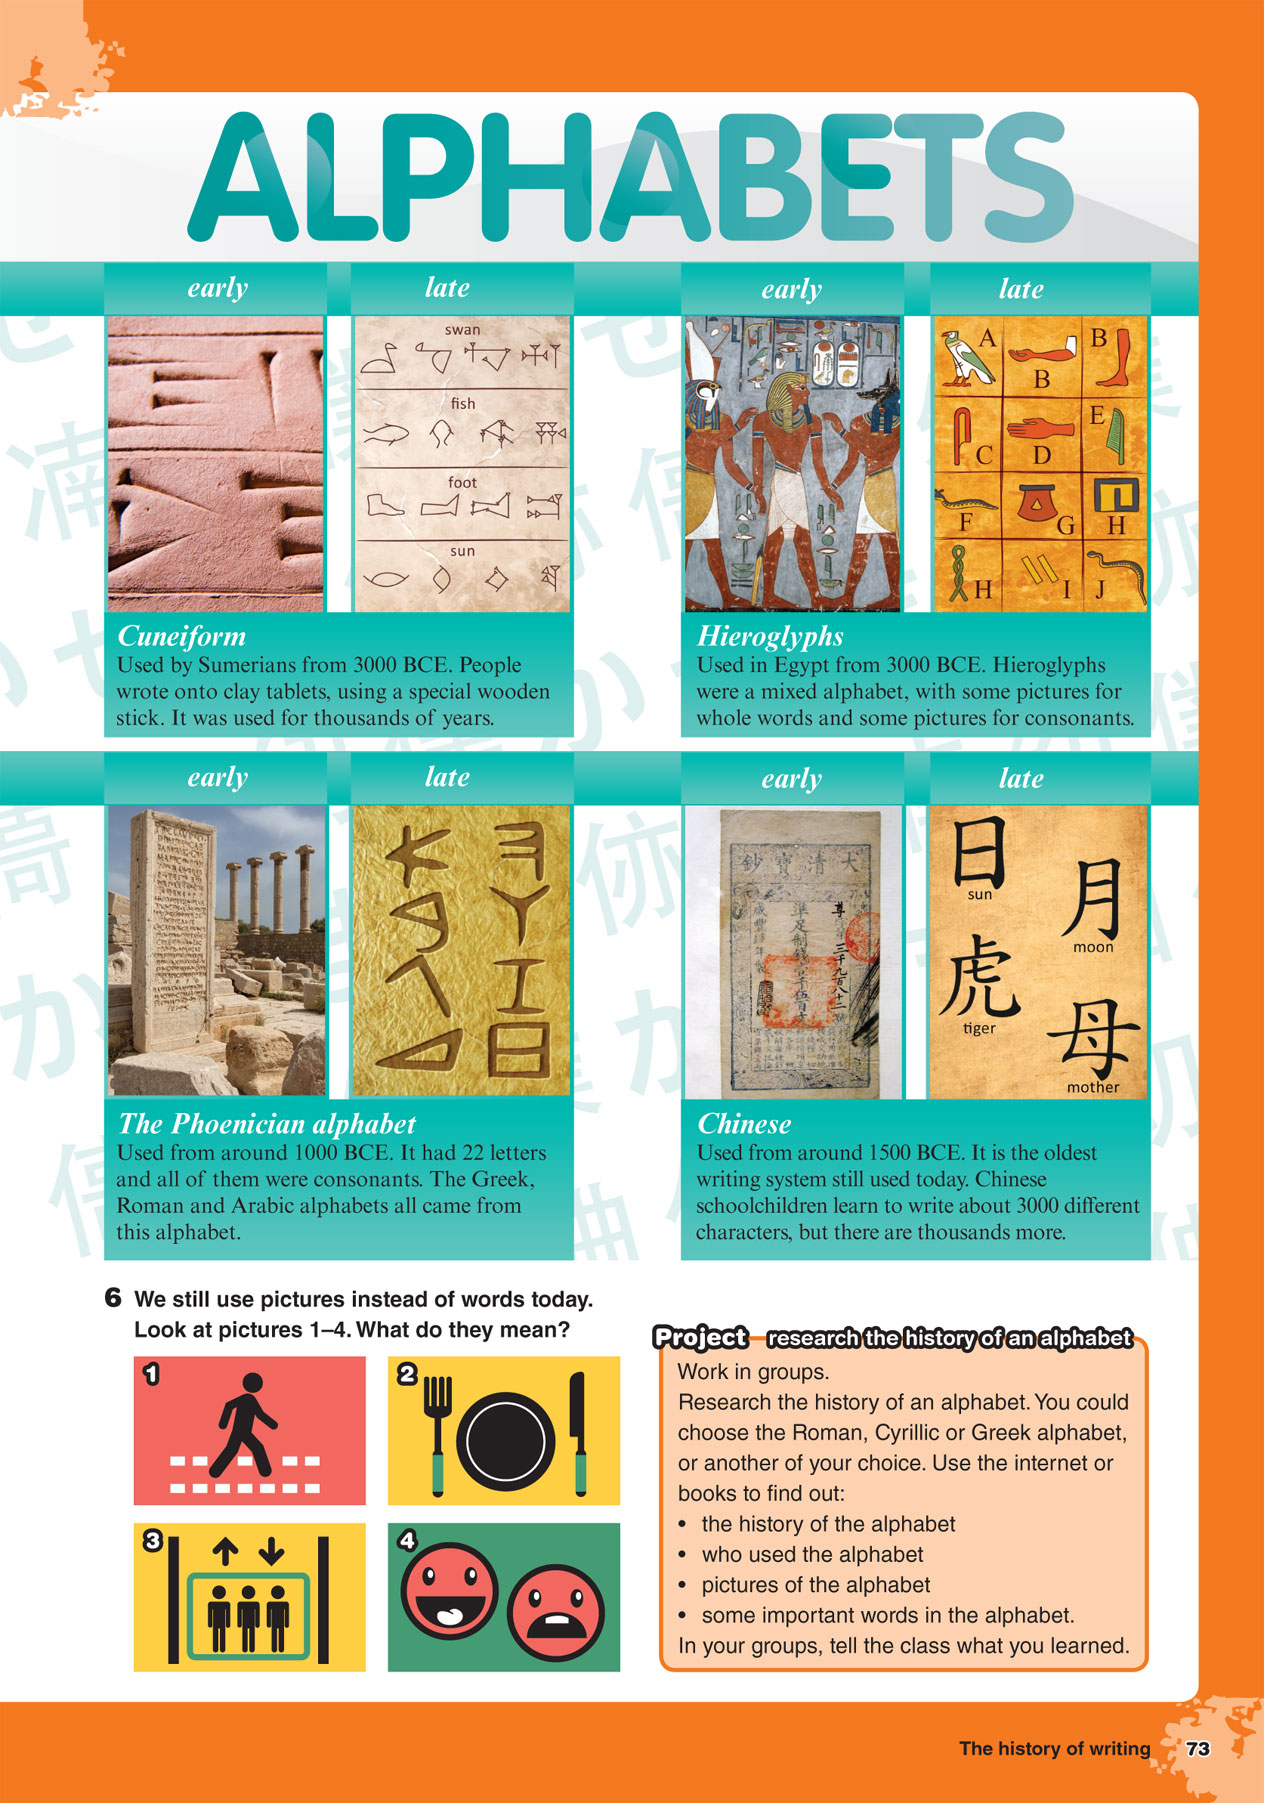 ALPHABETS
early
late
early
late
swan
fish
foot
sun
A
B
B
C
D
E
F
G
H
H
I
J
Cuneiform
Used by Sumerians from 3000 BCE. People
wrote onto clay tablets, using a special wooden
stick. It was used for thousands of years.
Hieroglyphs
Used in Egypt from 3000 BCE. Hieroglyphs
were a mixed alphabet, with some pictures for
whole words and some pictures for consonants.
early
late
early
late
鈔寶清大
日
sun
月
moon
虎
tiger
母
mother
The Phoenician alphabet
Used from around 1000 BCE. It had 22 letters
and all of them were consonants. The Greek,
Roman and Arabic alphabets all came from
this alphabet.
Chinese
Used from around 1500 BCE. It is the oldest
writing system still used today. Chinese
schoolchildren learn to write about 3000 different
characters, but there are thousands more.
6 We still use pictures instead of words today.
Look at pictures 1–4. What do they mean?
1
2
3
4
Project research the history of an alphabet
Work in groups.
Research the history of an alphabet. You could
choose the Roman, Cyrillic or Greek alphabet,
or another of your choice. Use the internet or
books to find out:
• the history of the alphabet
• who used the alphabet
• pictures of the alphabet
• some important words in the alphabet.
In your groups, tell the class what you learned.
The history of writing 73